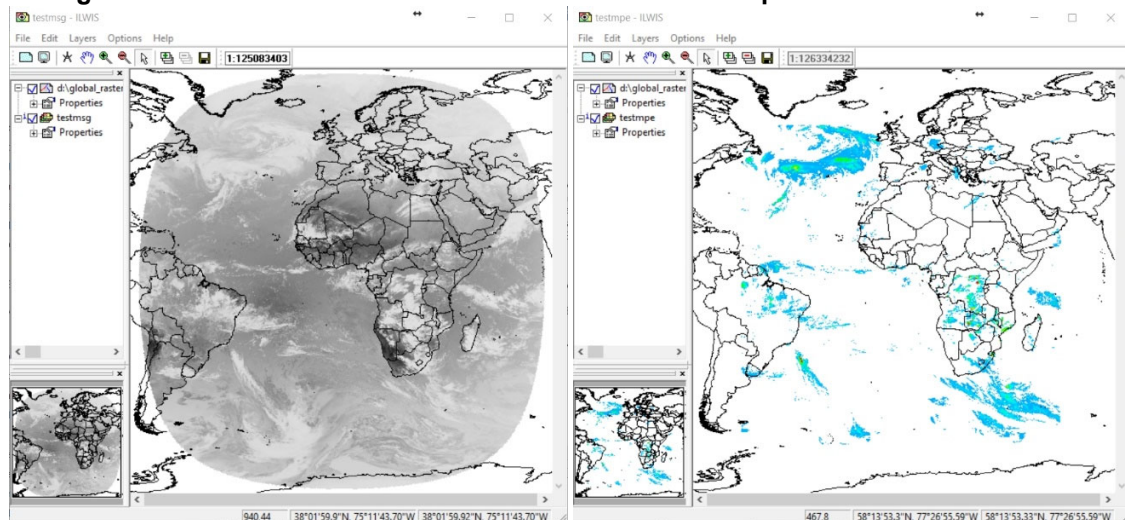 testmsg - ILWIS
File Edit Layers Options Help
1:125083403
d:\global_raster
Properties
testmsg
Properties
940.44 38°01'59.9"N, 75°11'43.70"W 38°01'59.92"N, 75°11'43.70"W
testmpe - ILWIS
File Edit Layers Options Help
1:126334232
d:\global_raster
Properties
testmpe
Properties
467.8 58°13'53.3"N, 77°26'55.59"W 58°13'53.33"N, 77°26'55.59"W